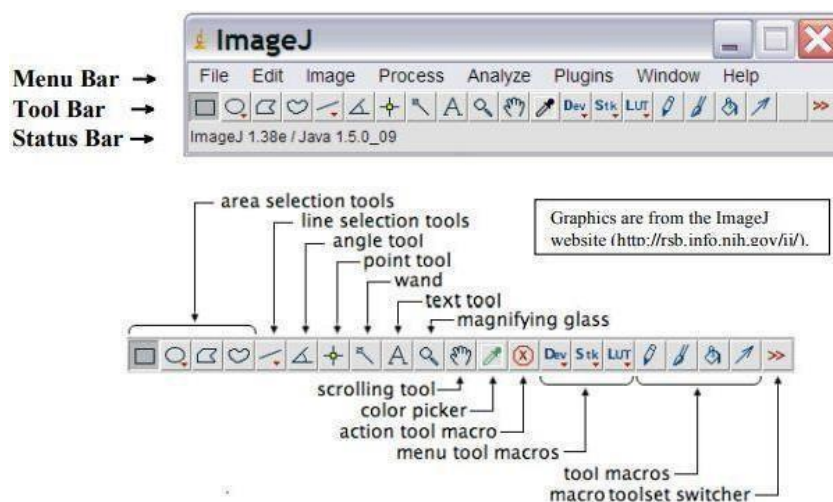 ImageJ
Menu Bar → File Edit Image Process Analyze Plugins Window Help
Tool Bar → A Dev Stk LUT >>
Status Bar → ImageJ 1.38e / Java 1.5.0_09
area selection tools
line selection tools
angle tool
point tool
wand
text tool
magnifying glass
Graphics are from the ImageJ
website (http://rsb.info.nih.gov/ij/).
A X Dev Stk LUT >>
scrolling tool
color picker
action tool macro
menu tool macros
tool macros
macro toolset switcher